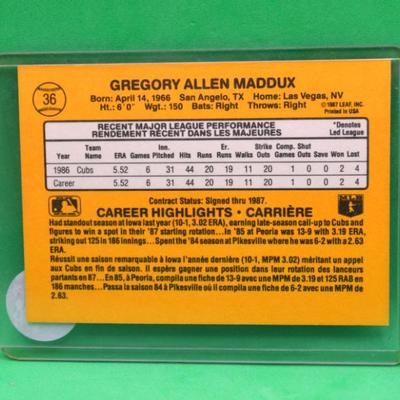 36
GREGORY ALLEN MADDUX
Born: April 14, 1966 San Angelo, TX Home: Las Vegas, NV
Ht.: 6'0" Wgt.: 150 Bats: Right Throws: Right
©1987 LEAF, INC.
Printed in USA
RECENT MAJOR LEAGUE PERFORMANCE
RENDEMENT RÉCENT DANS LES MAJEURES
*Denotes
Led League
Year Team Name ERA Games Inn. Pitched Hits Runs Er. Runs Walks Strike Outs Comp. Games Shut Outs Save Won Lost
1986 Cubs 5.52 6 31 44 20 19 11 20 0 0 0 2 4
Career 5.52 6 31 44 20 19 11 20 0 0 0 2 4
Contract Status: Signed thru 1987.
CAREER HIGHLIGHTS • CARRIÈRE
Had standout season at Iowa (10-1, 3.02 ERA), earning late-season call-up to Cubs and
figures to win a spot in their '87 starting rotation... In '85 at Peoria was 13-9 with 3.19 ERA,
striking out 125 in 186 innings... Spent the '84 season at Pikesville where he was 6-2 with a 2.63
ERA.
Réussit une saison remarquable à Iowa l'année dernière (10-1, MPM 3.02) méritant un appel
aux Cubs en fin de saison. Il espère gagner une position dans leur rotation des lanceurs
partants en 87... En 85, à Peoria, compila une fiche de 13-9 et MPM de 3.19 et 125 RAB en
186 manches... Passa la saison 84 à Pikesville où il compila une fiche de 6-2 avec une MPM de
2.63.